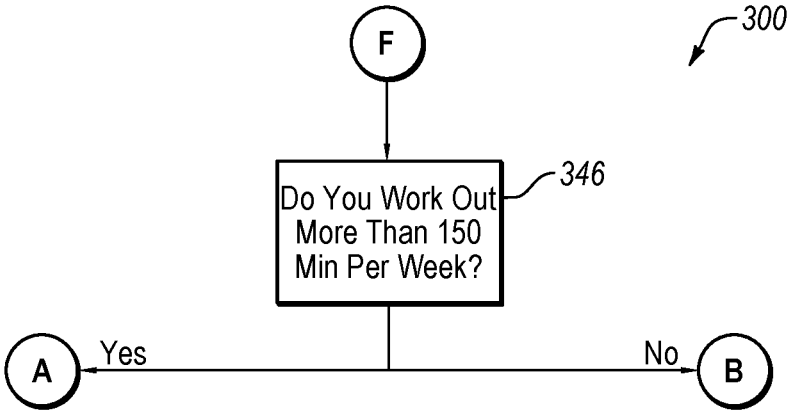 300
F
346
Do You Work Out
More Than 150
Min Per Week?
Yes
No
A
B